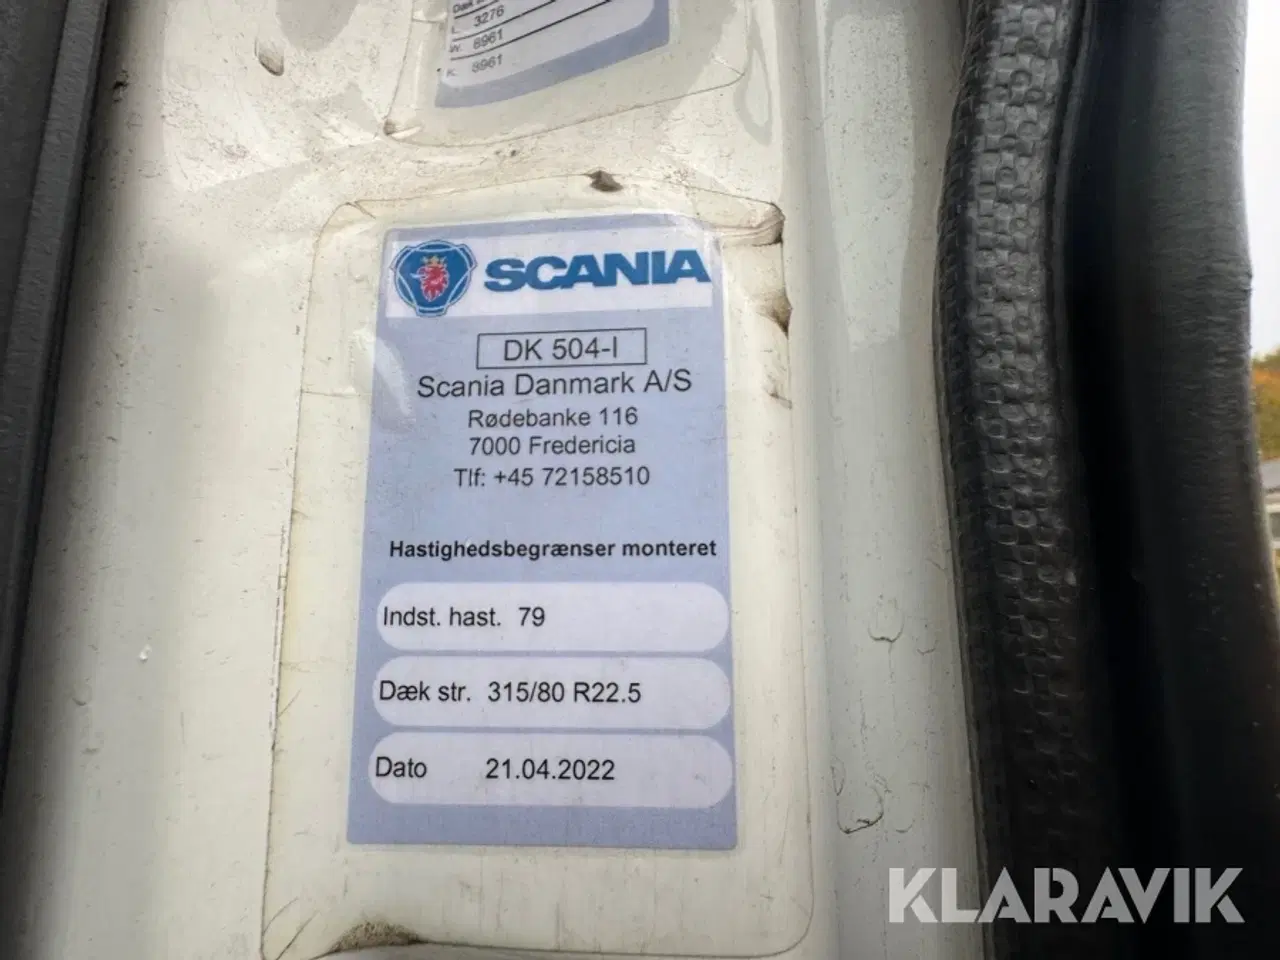 L. 3276
W. 8961
K. 8961
SCANIA
DK 504-I
Scania Danmark A/S
Rødebanke 116
7000 Fredericia
Tlf: +45 72158510
Hastighedsbegrænser monteret
Indst. hast. 79
Dæk str. 315/80 R22.5
Dato 21.04.2022
KLARAVIK